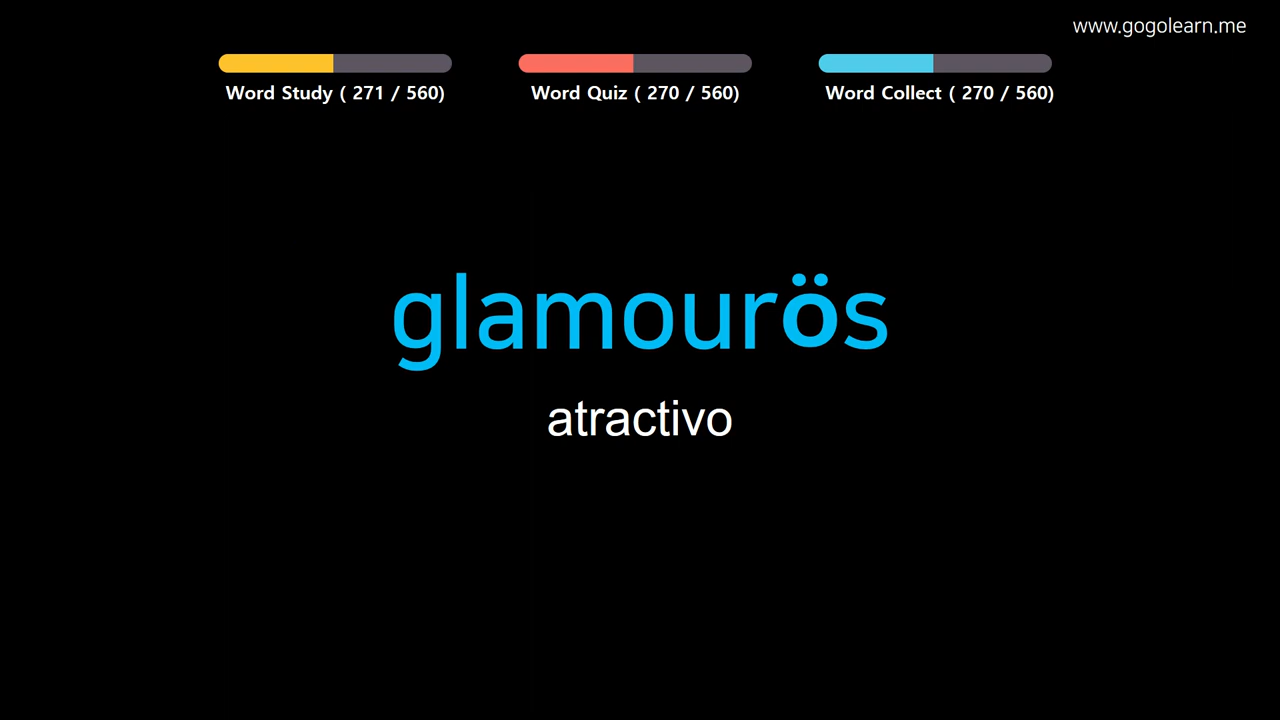 www.gogolearn.me
Word Study ( 271 / 560) Word Quiz ( 270 / 560) Word Collect ( 270 / 560)
glamourös
atractivo